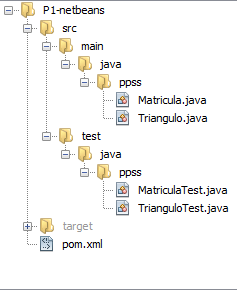 P1-netbeans
src
main
java
ppss
Matricula.java
Triangulo.java
test
java
ppss
MatriculaTest.java
TrianguloTest.java
target
pom.xml